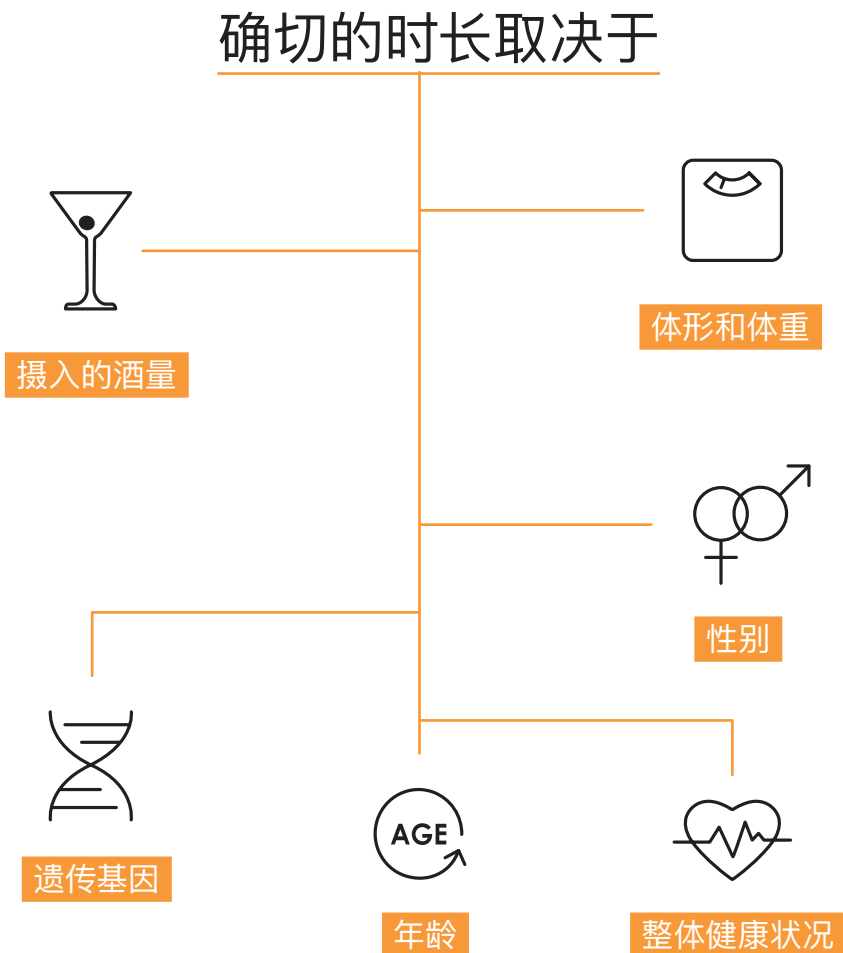 确切的时长取决于
体形和体重
摄入的酒量
性别
遗传基因
AGE
年龄
整体健康状况